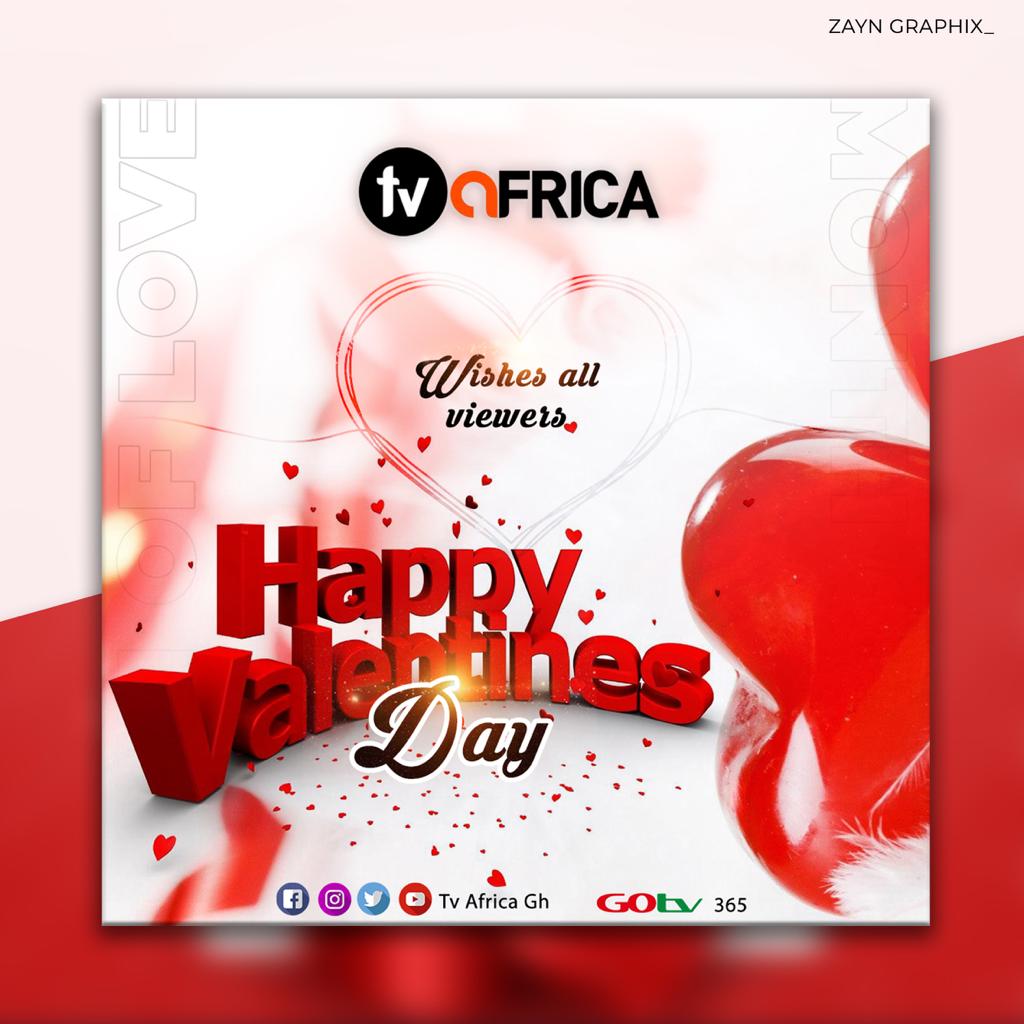 ZAYN GRAPHIX_
tv aFRICA
MONTH
OF LOVE
Wishes all
viewers
Happy
Valentines
Day
Tv Africa Gh
GOtv 365